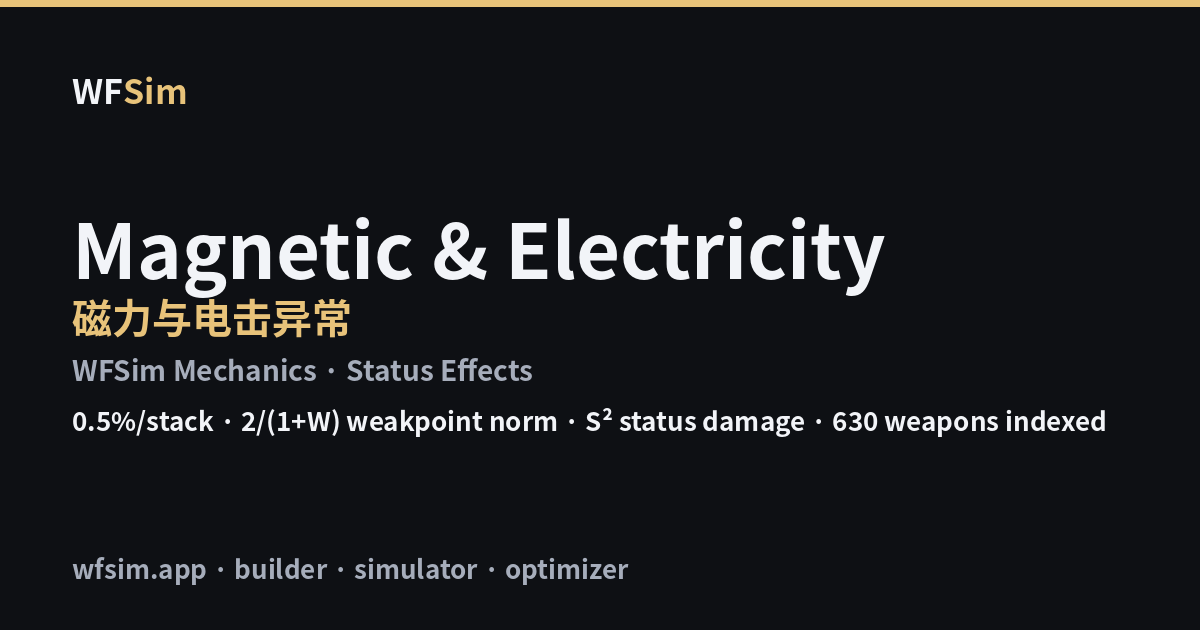 WFSim
Magnetic & Electricity
磁力与电击异常
WFSim Mechanics · Status Effects
0.5%/stack · 2/(1+W) weakpoint norm · S² status damage · 630 weapons indexed
wfsim.app · builder · simulator · optimizer